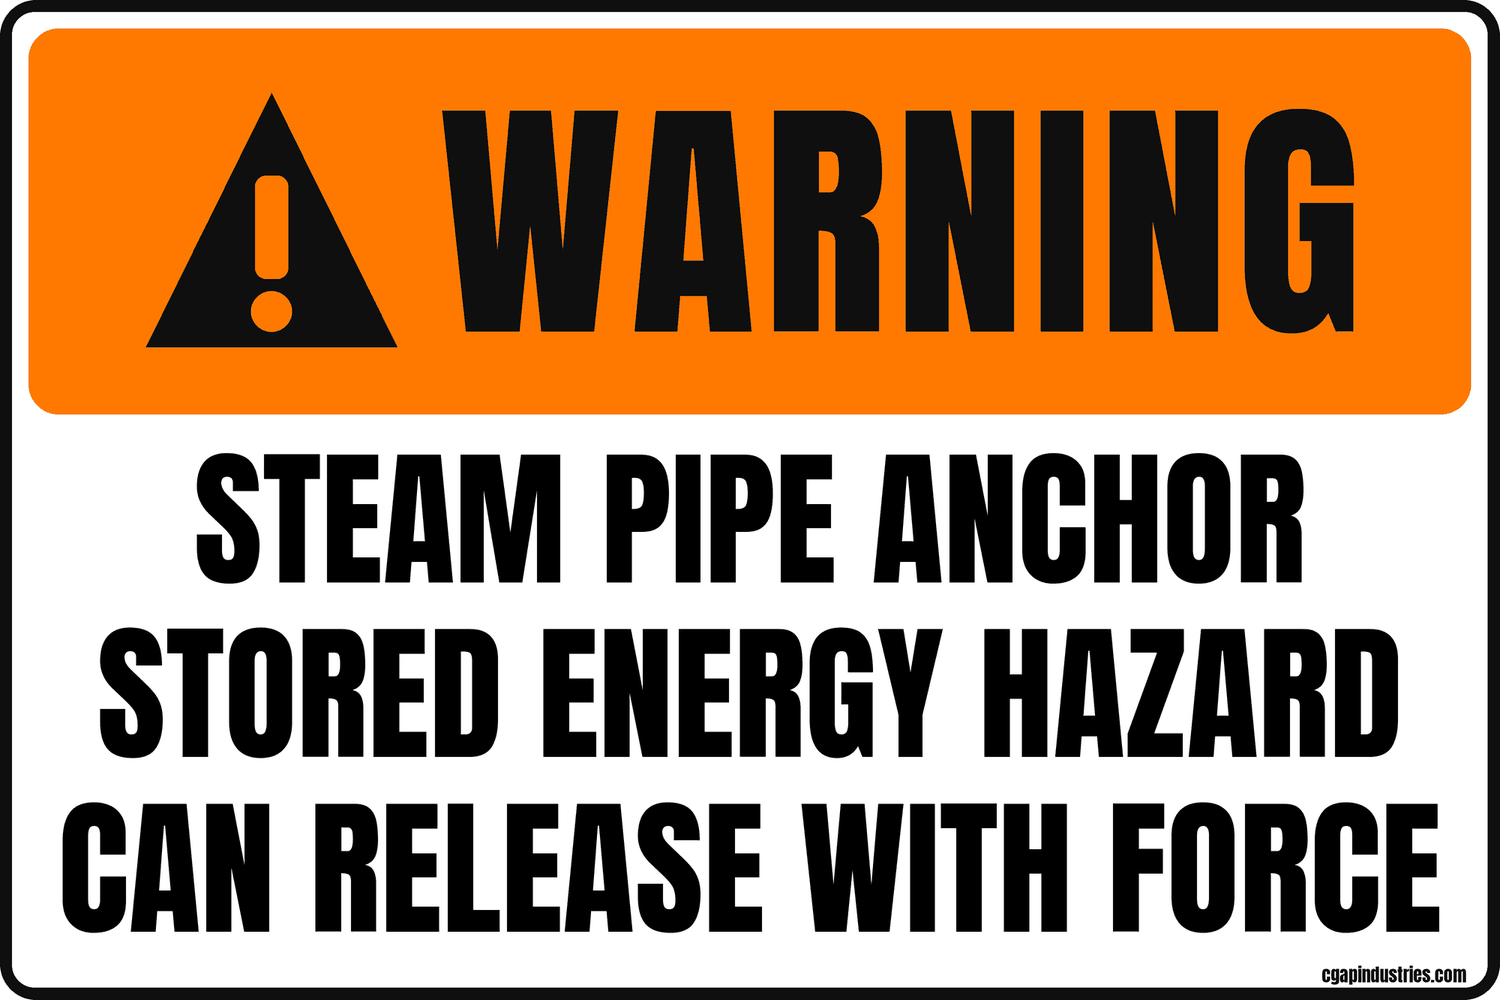 WARNING
STEAM PIPE ANCHOR
STORED ENERGY HAZARD
CAN RELEASE WITH FORCE
cgapindustries.com